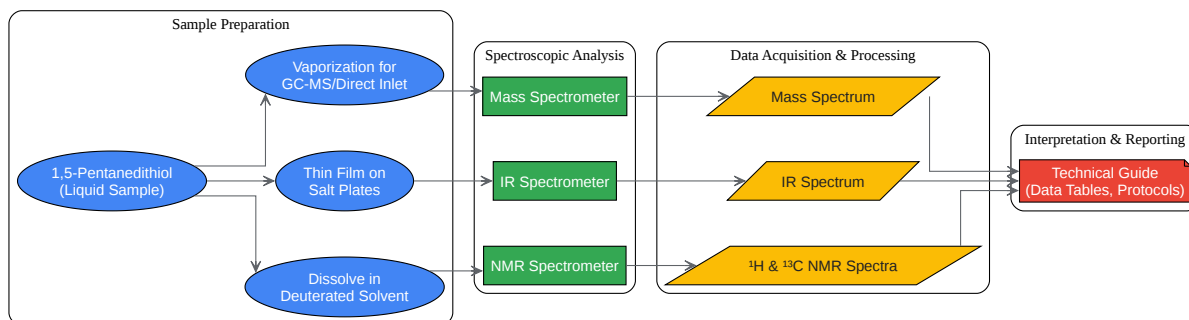 Sample Preparation
Vaporization for
GC-MS/Direct Inlet
1,5-Pentanedithiol
(Liquid Sample)
Thin Film on
Salt Plates
Dissolve in
Deuterated Solvent
Spectroscopic Analysis
Mass Spectrometer
IR Spectrometer
NMR Spectrometer
Data Acquisition & Processing
Mass Spectrum
IR Spectrum
¹H & ¹³C NMR Spectra
Interpretation & Reporting
Technical Guide
(Data Tables, Protocols)